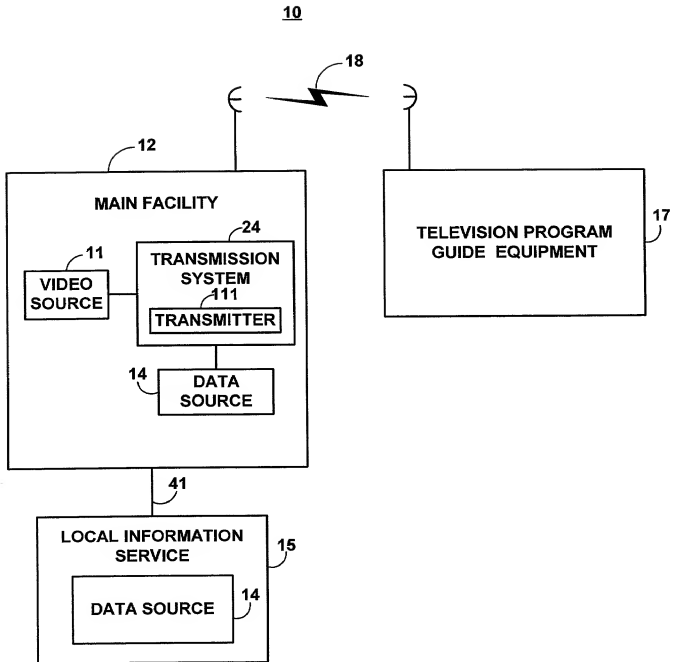 10
18
12
MAIN FACILITY
24
11
VIDEO
SOURCE
TRANSMISSION
SYSTEM
111
TRANSMITTER
14
DATA
SOURCE
TELEVISION PROGRAM
GUIDE EQUIPMENT
17
41
LOCAL INFORMATION
SERVICE
15
DATA SOURCE
14